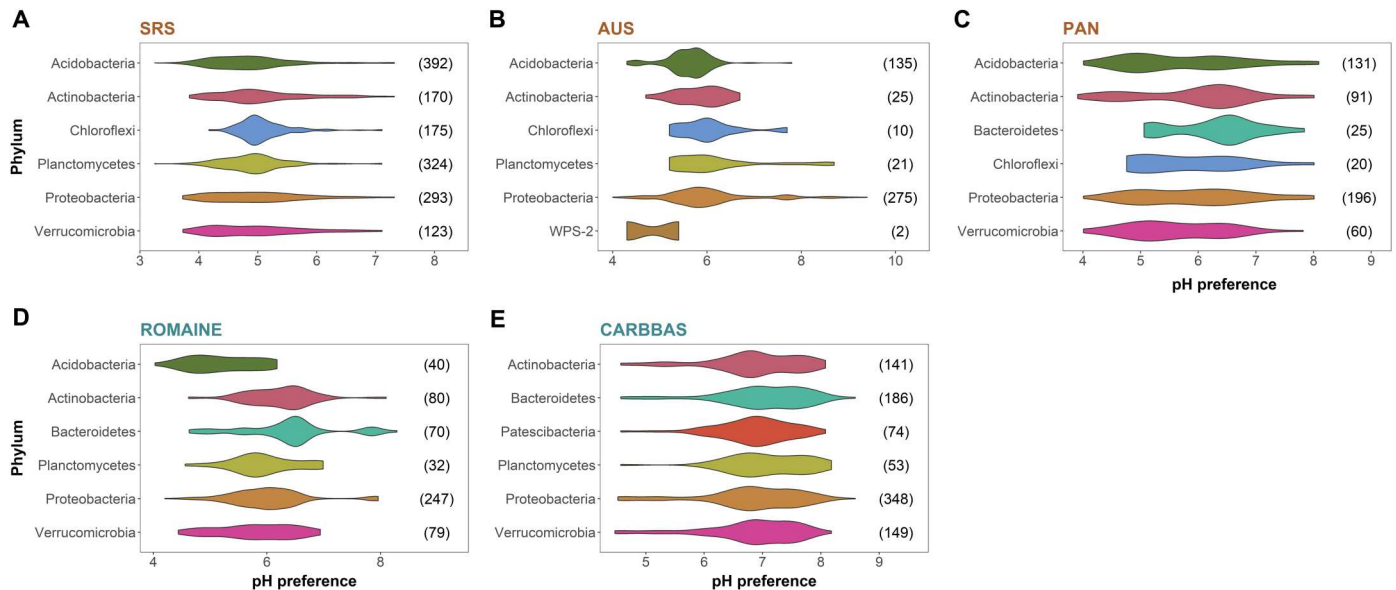 A
SRS
Phylum
Acidobacteria (392)
Actinobacteria (170)
Chloroflexi (175)
Planctomycetes (324)
Proteobacteria (293)
Verrucomicrobia (123)
3 4 5 6 7 8
B
AUS
Acidobacteria (135)
Actinobacteria (25)
Chloroflexi (10)
Planctomycetes (21)
Proteobacteria (275)
WPS-2 (2)
4 6 8 10
C
PAN
Acidobacteria (131)
Actinobacteria (91)
Bacteroidetes (25)
Chloroflexi (20)
Proteobacteria (196)
Verrucomicrobia (60)
4 5 6 7 8 9
pH preference
D
ROMAINE
Phylum
Acidobacteria (40)
Actinobacteria (80)
Bacteroidetes (70)
Planctomycetes (32)
Proteobacteria (247)
Verrucomicrobia (79)
4 6 8
pH preference
E
CARBBAS
Actinobacteria (141)
Bacteroidetes (186)
Patescibacteria (74)
Planctomycetes (53)
Proteobacteria (348)
Verrucomicrobia (149)
5 6 7 8 9
pH preference